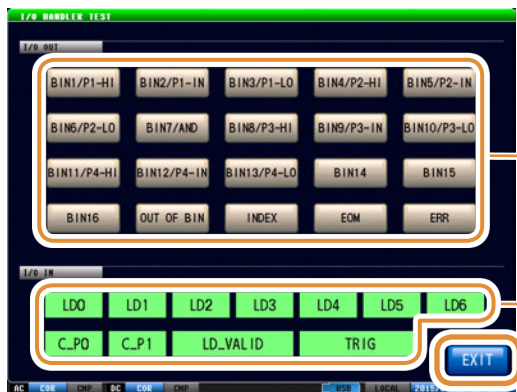 I/O HANDLER TEST
I/O OUT
BIN1/P1-HI BIN2/P1-IN BIN3/P1-LO BIN4/P2-HI BIN5/P2-IN
BIN6/P2-LO BIN7/AND BIN8/P3-HI BIN9/P3-IN BIN10/P3-LO
BIN11/P4-HI BIN12/P4-IN BIN13/P4-LO BIN14 BIN15
BIN16 OUT OF BIN INDEX EOM ERR
I/O IN
LD0 LD1 LD2 LD3 LD4 LD5 LD6
C_P0 C_P1 LD_VALID TRIG
EXIT
AC COR CMP DC COR CMP USB LOCAL 2015/